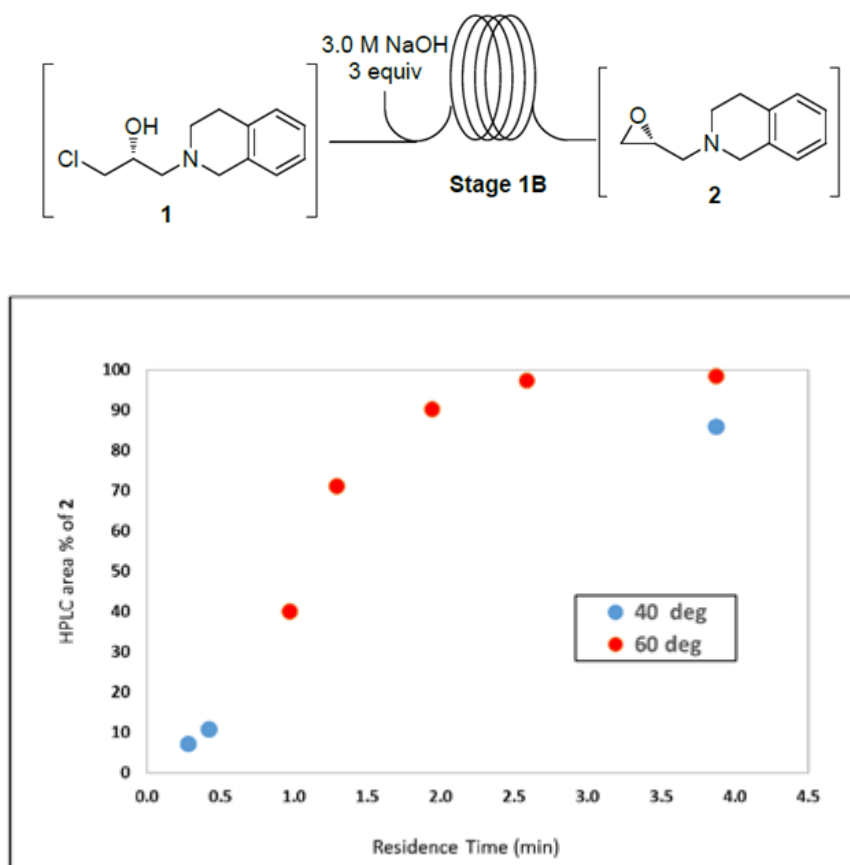 3.0 M NaOH
3 equiv
OH
Cl
N
1
Stage 1B
O
N
2
100
90
80
70
60
50
40
30
20
10
0
HPLC area % of 2
40 deg
60 deg
0.0 0.5 1.0 1.5 2.0 2.5 3.0 3.5 4.0 4.5
Residence Time (min)